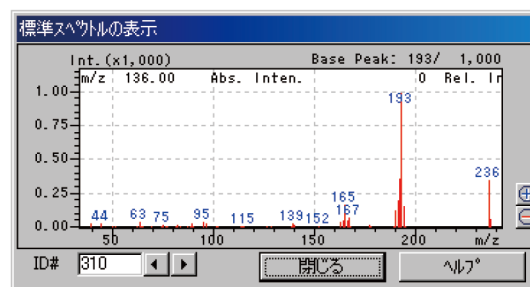 標準スペクトルの表示
Int.(x1,000) Base Peak: 193/ 1,000
m/z 136.00 Abs. Inten. 0 Rel. In
1.00
193
0.75
0.50
236
0.25
165
44 63 75 95 115 139 152 167
0.00
50 100 150 200 m/z
ID# 310 閉じる ヘルプ